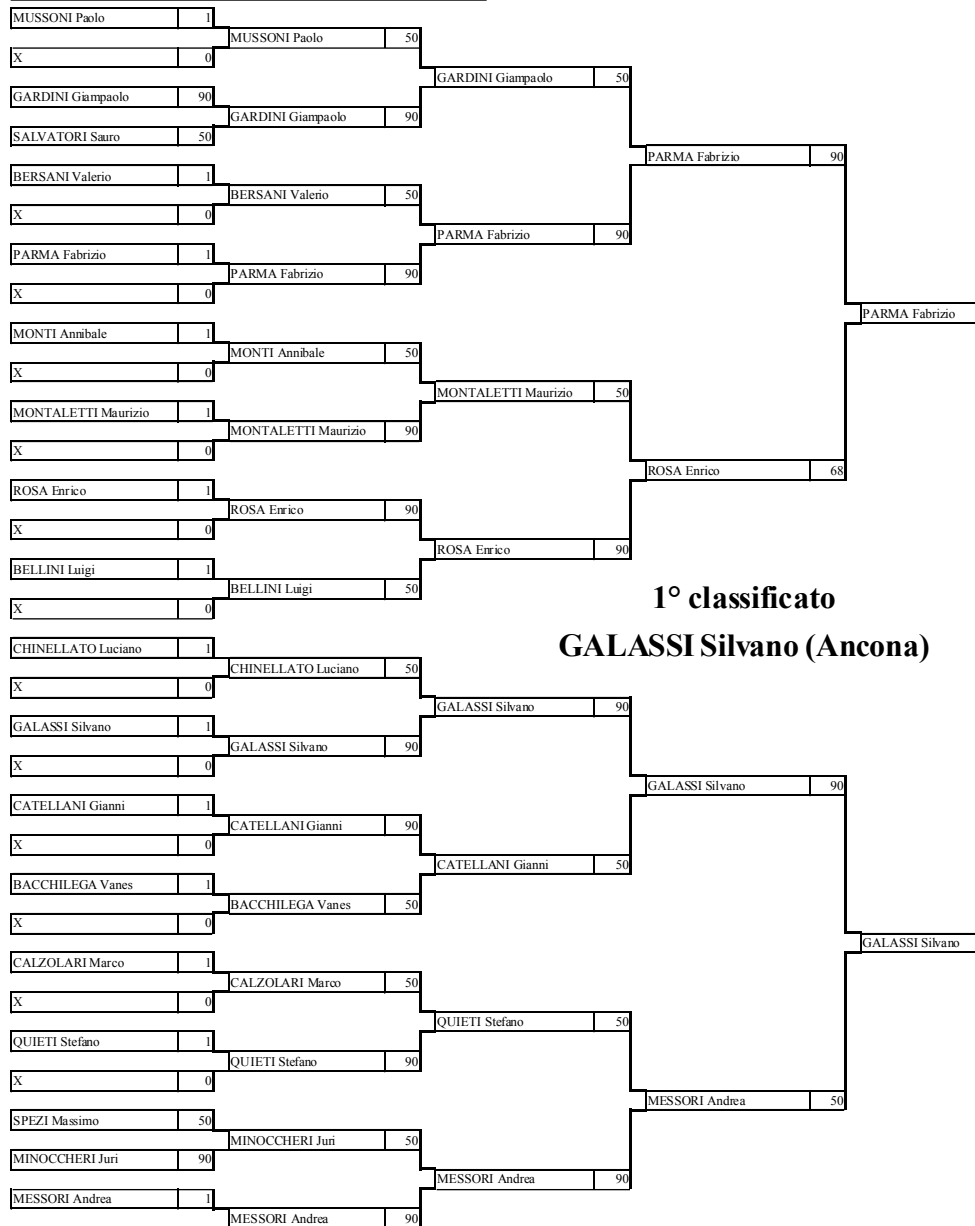 MUSSONI Paolo 1
X 0
GARDINI Giampaolo 90
SALVATORI Sauro 50
BERSANI Valerio 1
X 0
PARMA Fabrizio 1
X 0
MONTI Annibale 1
X 0
MONTALETTI Maurizio 1
X 0
ROSA Enrico 1
X 0
BELLINI Luigi 1
X 0
CHINELLATO Luciano 1
X 0
GALASSI Silvano 1
X 0
CATELLANI Gianni 1
X 0
BACCHILEGA Vanes 1
X 0
CALZOLARI Marco 1
X 0
QUIETI Stefano 1
X 0
SPEZI Massimo 50
MINOCCHERI Juri 90
MESSORI Andrea 1
MUSSONI Paolo 50
GARDINI Giampaolo 90
BERSANI Valerio 50
PARMA Fabrizio 90
MONTI Annibale 50
MONTALETTI Maurizio 90
ROSA Enrico 90
BELLINI Luigi 50
CHINELLATO Luciano 50
GALASSI Silvano 90
CATELLANI Gianni 90
BACCHILEGA Vanes 50
CALZOLARI Marco 50
QUIETI Stefano 90
MINOCCHERI Juri 50
MESSORI Andrea 90
GARDINI Giampaolo 50
PARMA Fabrizio 90
MONTALETTI Maurizio 50
ROSA Enrico 90
GALASSI Silvano 90
CATELLANI Gianni 50
QUIETI Stefano 50
MESSORI Andrea 90
PARMA Fabrizio 90
ROSA Enrico 68
1° classificato
GALASSI Silvano (Ancona)
GALASSI Silvano 90
MESSORI Andrea 50
PARMA Fabrizio
GALASSI Silvano